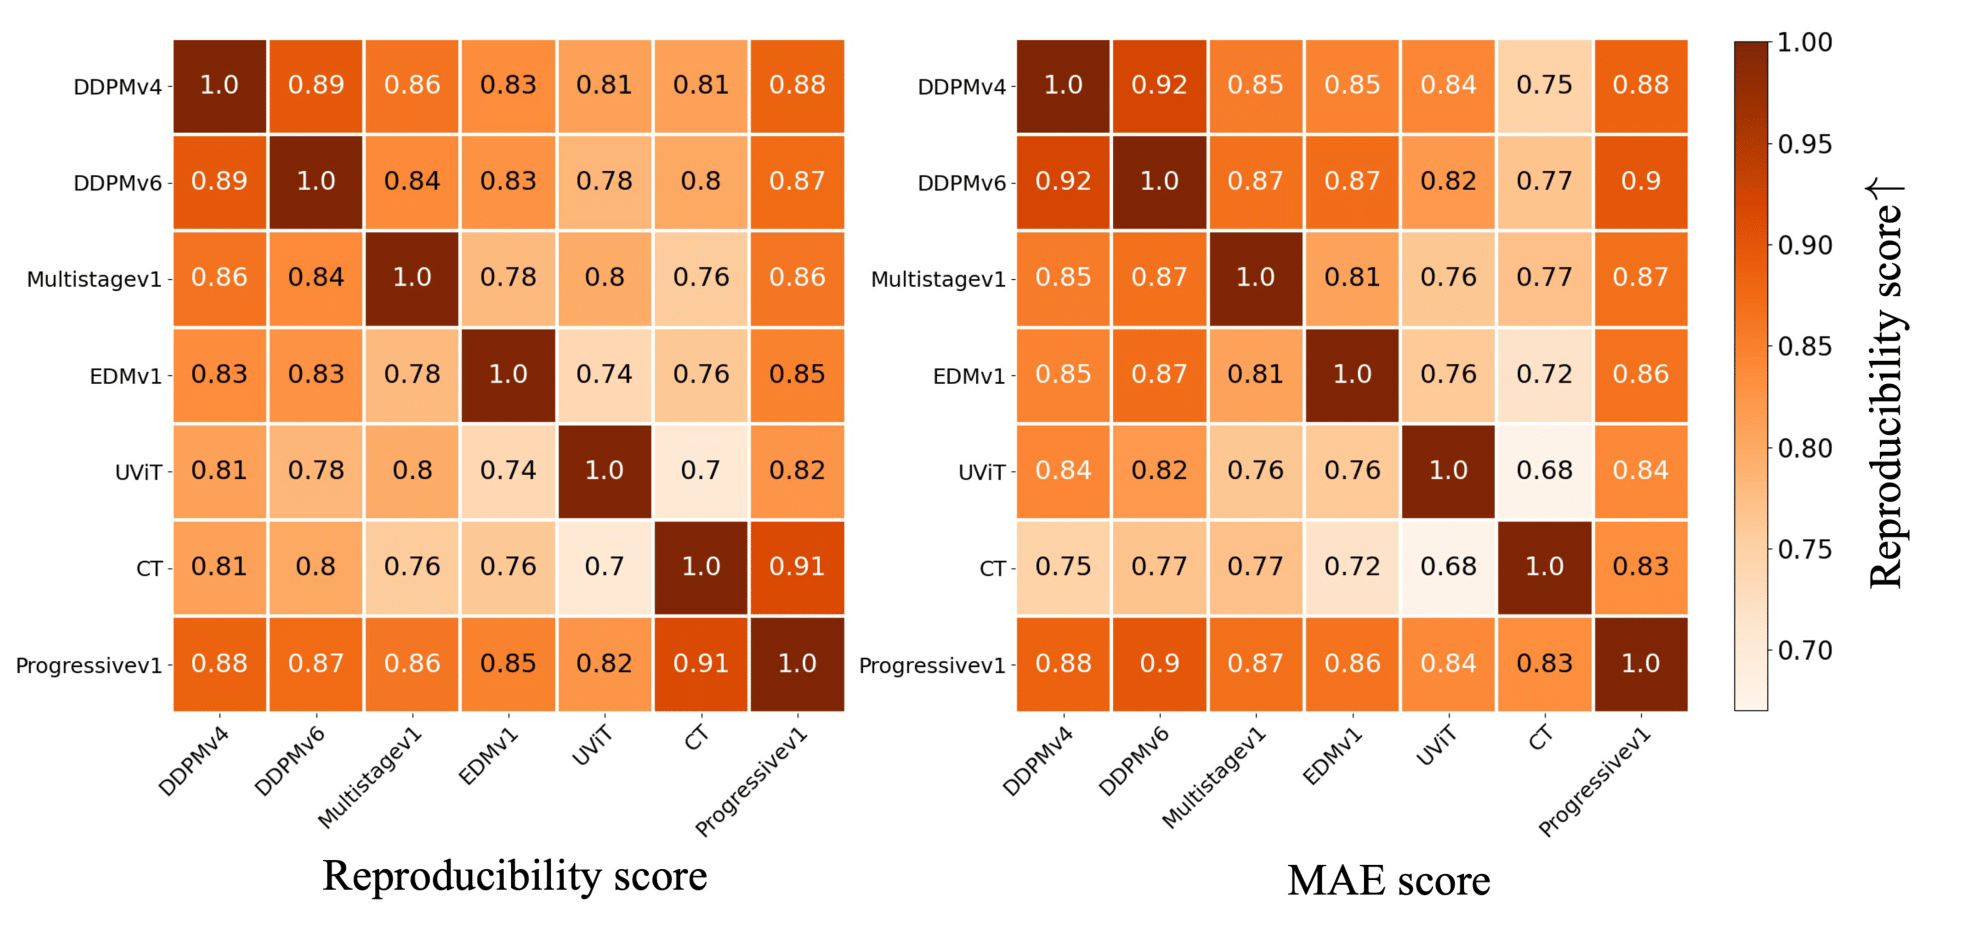 DDPMv4 1.0 0.89 0.86 0.83 0.81 0.81 0.88
DDPMv6 0.89 1.0 0.84 0.83 0.78 0.8 0.87
Multistagev1 0.86 0.84 1.0 0.78 0.8 0.76 0.86
EDMv1 0.83 0.83 0.78 1.0 0.74 0.76 0.85
UViT 0.81 0.78 0.8 0.74 1.0 0.7 0.82
CT 0.81 0.8 0.76 0.76 0.7 1.0 0.91
Progressivev1 0.88 0.87 0.86 0.85 0.82 0.91 1.0
DDPMv4 DDPMv6 Multistagev1 EDMv1 UViT CT Progressivev1
Reproducibility score
DDPMv4 1.0 0.92 0.85 0.85 0.84 0.75 0.88
DDPMv6 0.92 1.0 0.87 0.87 0.82 0.77 0.9
Multistagev1 0.85 0.87 1.0 0.81 0.76 0.77 0.87
EDMv1 0.85 0.87 0.81 1.0 0.76 0.72 0.86
UViT 0.84 0.82 0.76 0.76 1.0 0.68 0.84
CT 0.75 0.77 0.77 0.72 0.68 1.0 0.83
Progressivev1 0.88 0.9 0.87 0.86 0.84 0.83 1.0
DDPMv4 DDPMv6 Multistagev1 EDMv1 UViT CT Progressivev1
MAE score
1.00
0.95
0.90
0.85
0.80
0.75
0.70
Reproducibility score↑